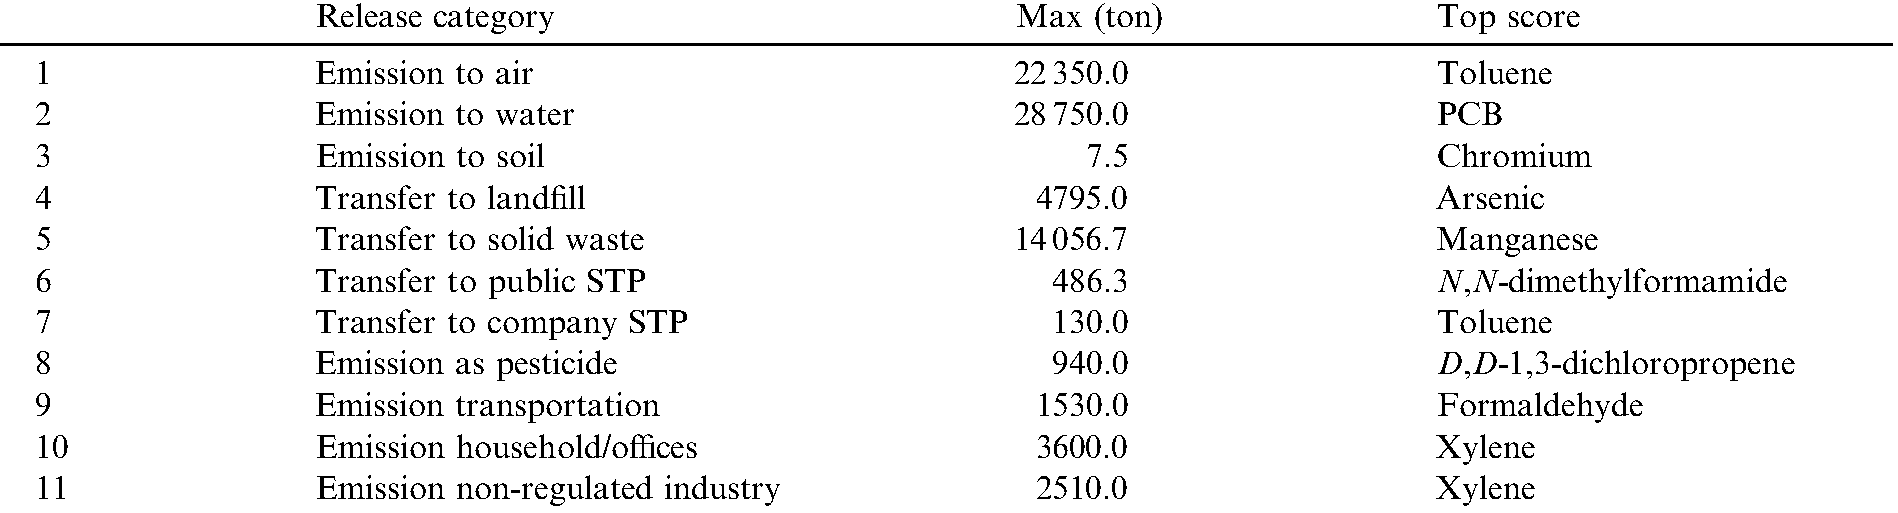 Release category Max (ton) Top score
1 Emission to air 22 350.0 Toluene
2 Emission to water 28 750.0 PCB
3 Emission to soil 7.5 Chromium
4 Transfer to landfill 4795.0 Arsenic
5 Transfer to solid waste 14 056.7 Manganese
6 Transfer to public STP 486.3 N,N-dimethylformamide
7 Transfer to company STP 130.0 Toluene
8 Emission as pesticide 940.0 D,D-1,3-dichloropropene
9 Emission transportation 1530.0 Formaldehyde
10 Emission household/offices 3600.0 Xylene
11 Emission non-regulated industry 2510.0 Xylene